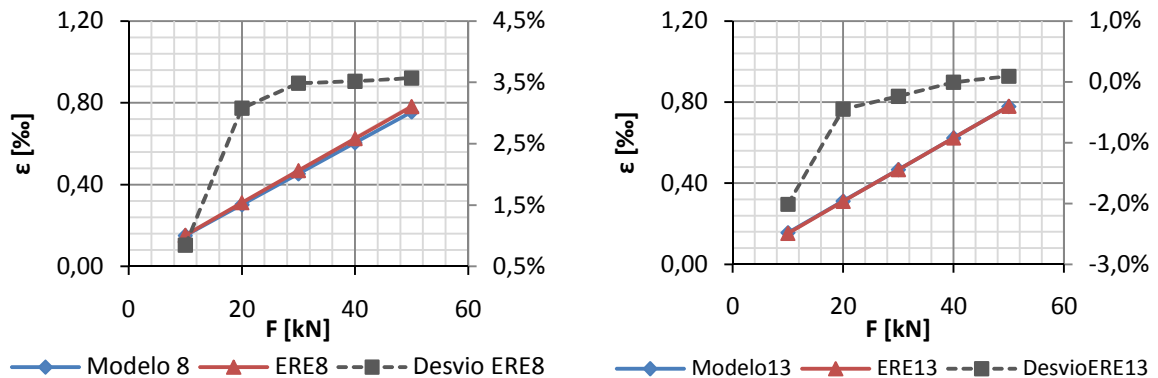 1,20
0,80
0,40
0,00
ε [‰]
4,5%
3,5%
2,5%
1,5%
0,5%
0
20
40
60
F [kN]
Modelo 8
ERE8
Desvio ERE8
1,20
0,80
0,40
0,00
ε [‰]
1,0%
0,0%
-1,0%
-2,0%
-3,0%
0
20
40
60
F [kN]
Modelo13
ERE13
DesvioERE13